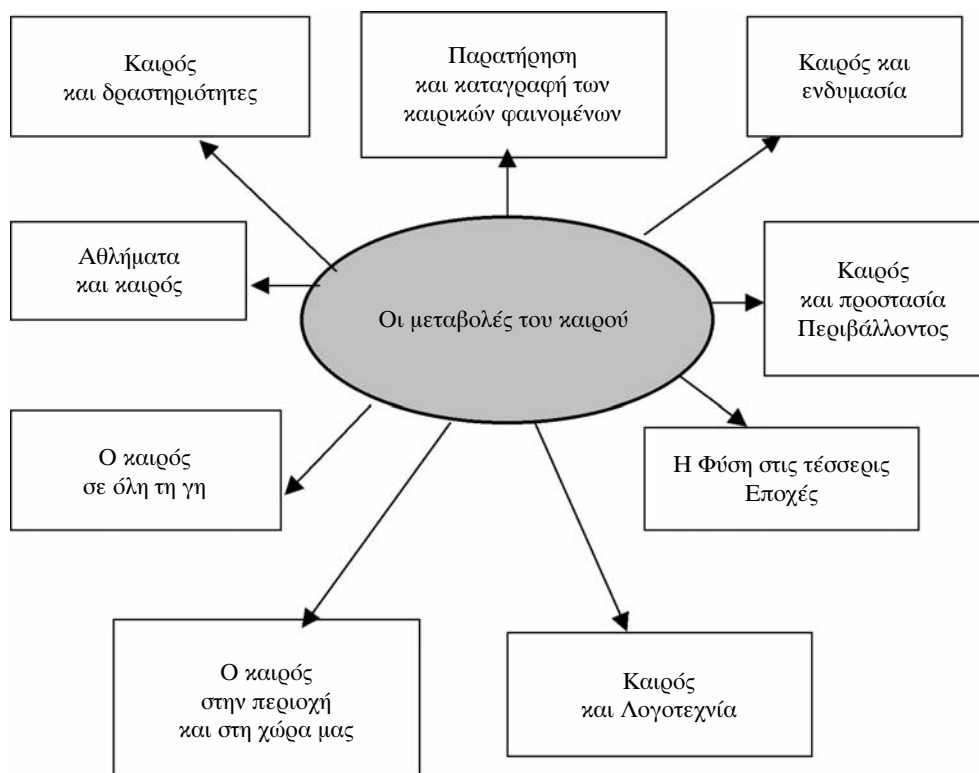 Καιρός
και δραστηριότητες
Παρατήρηση
και καταγραφή των
καιρικών φαινομένων
Καιρός και
ενδυμασία
Αθλήματα
και καιρός
Οι μεταβολές του καιρού
Καιρός
και προστασία
Περιβάλλοντος
Ο καιρός
σε όλη τη γη
Η Φύση στις τέσσερις
Εποχές
Ο καιρός
στην περιοχή
και στη χώρα μας
Καιρός
και Λογοτεχνία